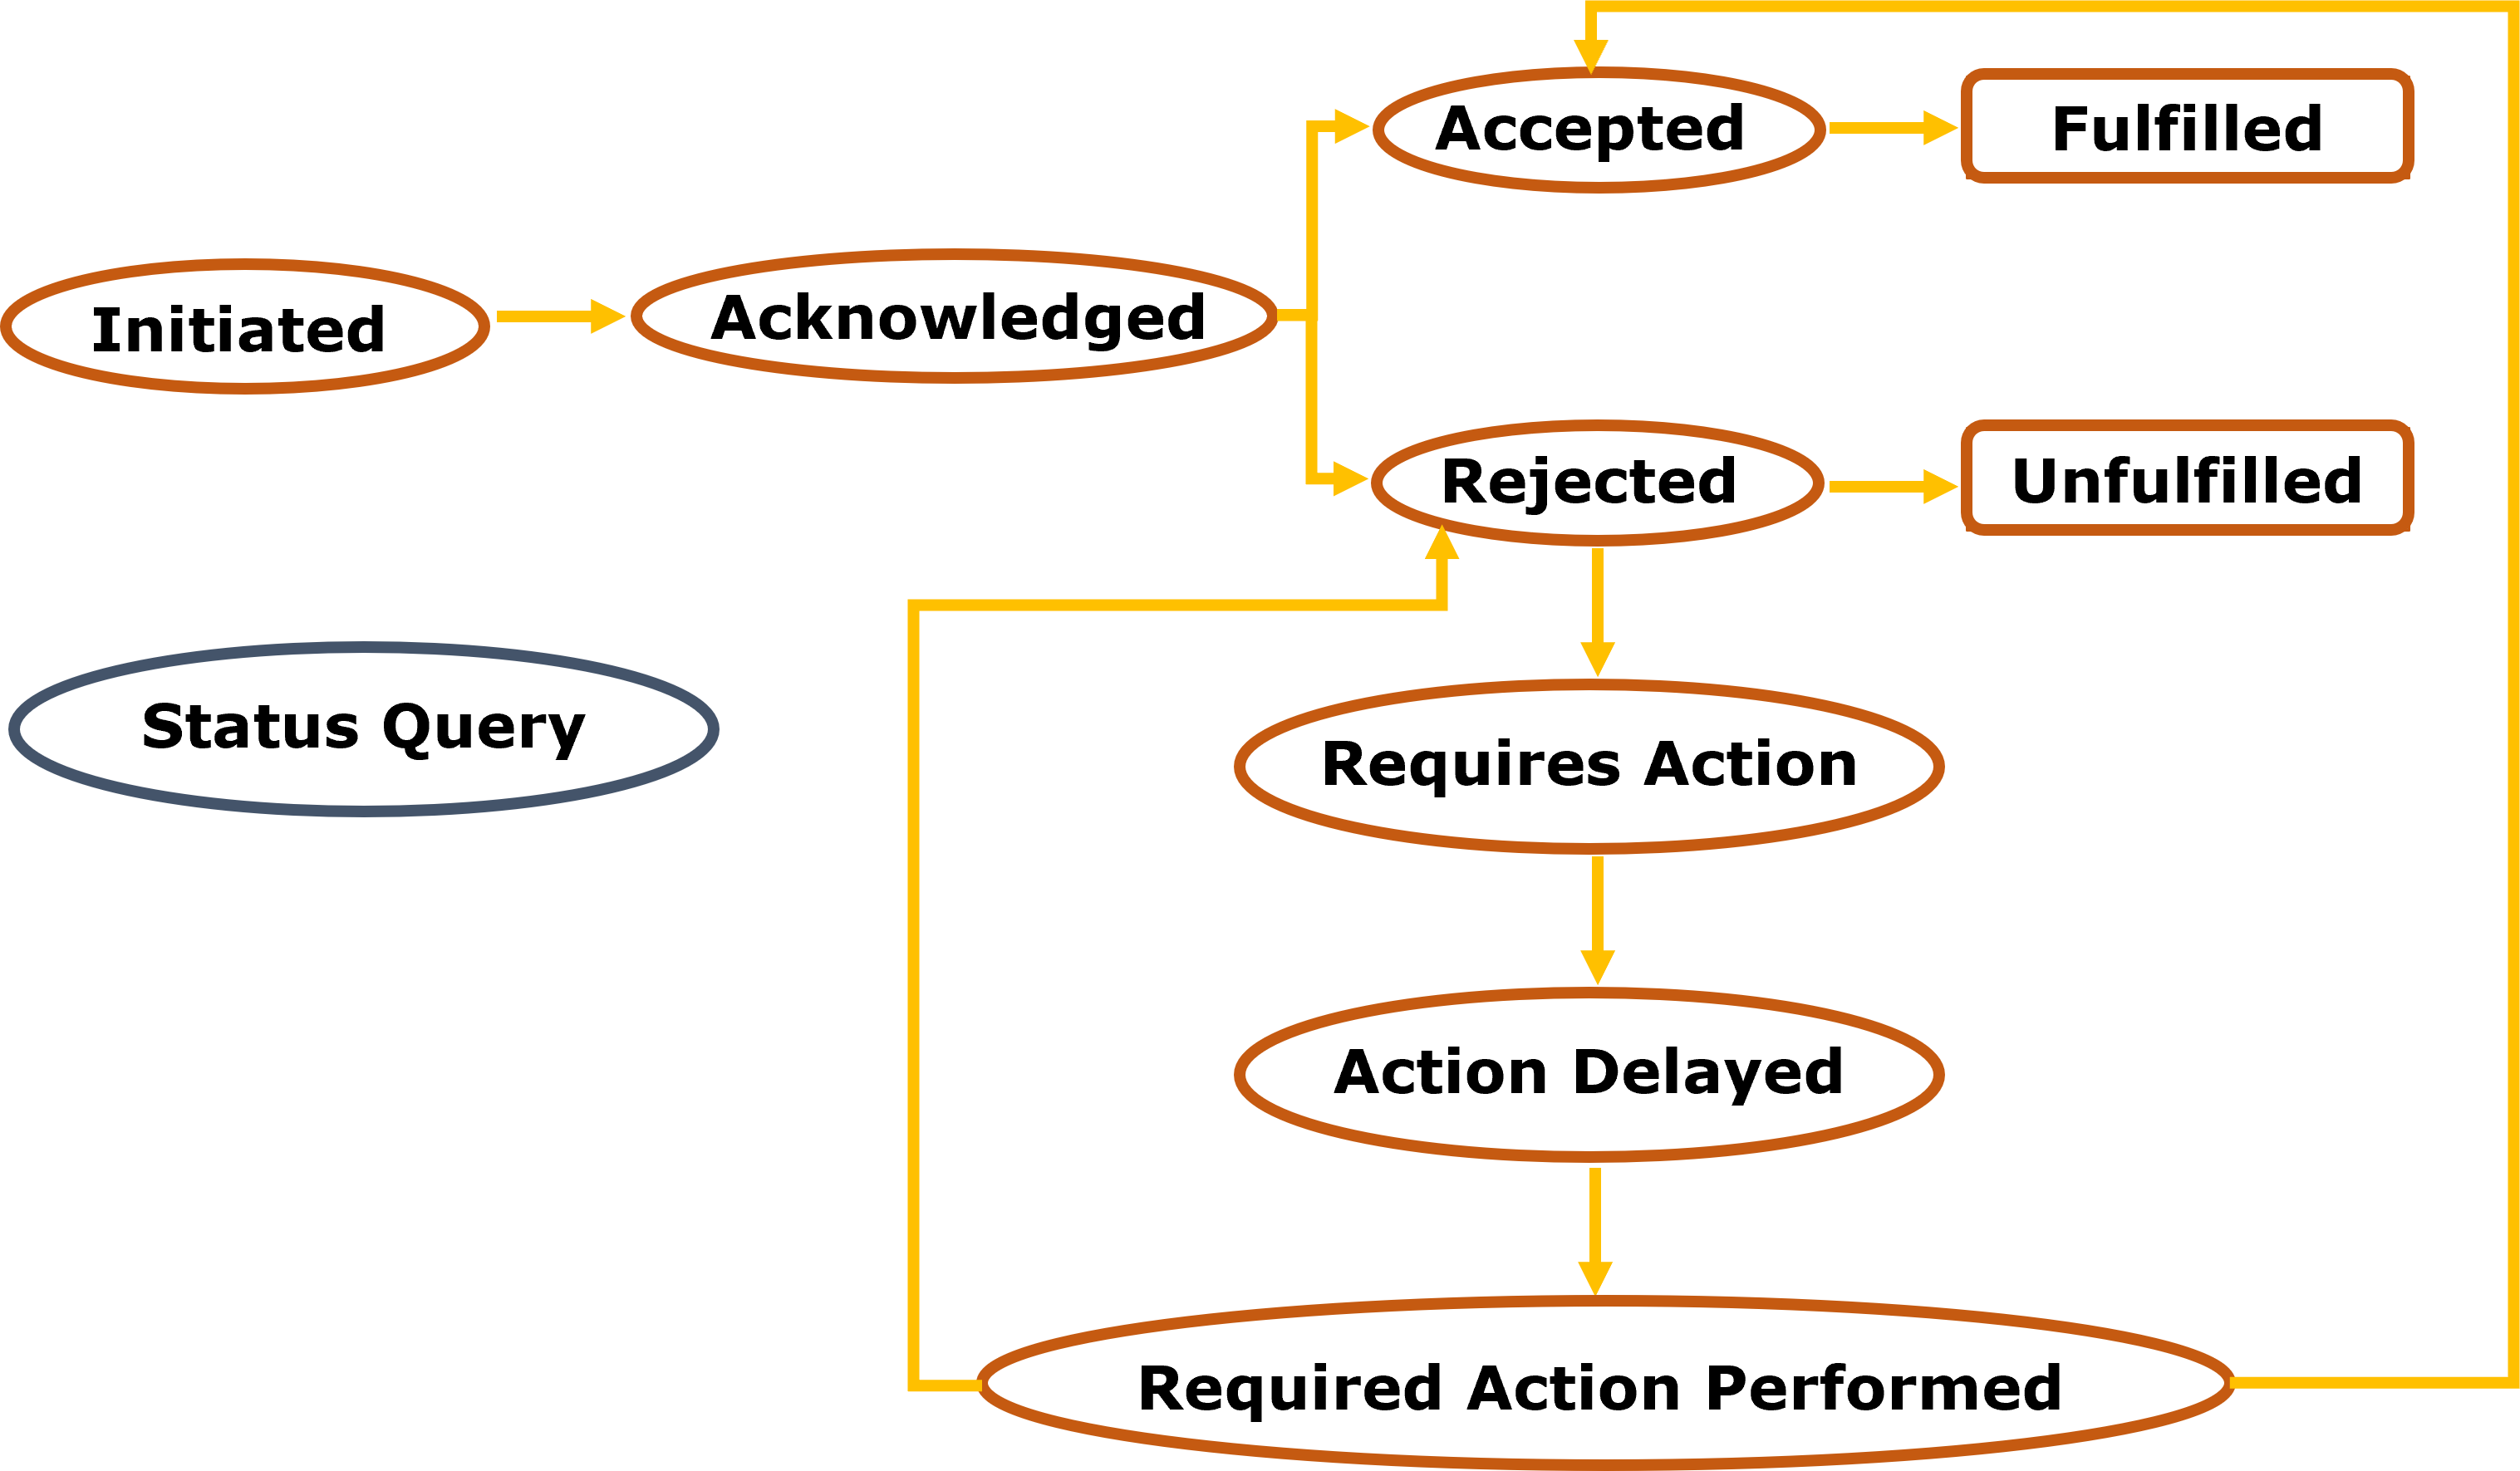 Accepted
Fulfilled
Initiated
Acknowledged
Rejected
Unfulfilled
Status Query
Requires Action
Action Delayed
Required Action Performed